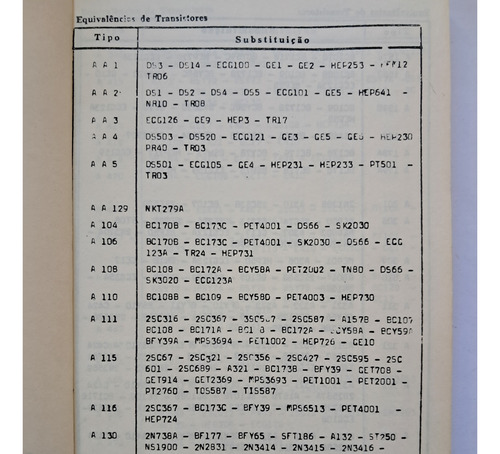 Equivalências de Transistores
Tipo Substituição
A A 1 DS3 - DS14 - ECG100 - GE1 - GE2 - HEP253 -
TR06
A A 2 DS1 - DS2 - DS4 - DS5 - ECG101 - GE5 - HEP641 -
NR10 - TR08
A A 3 ECG126 - GE9 - HEP3 - TR17
A A 4 DS503 - DS520 - ECG121 - GE3 - GE5 - GE6 - HEP230
PR40 - TR03
A A 5 DS501 - ECG105 - GE4 - HEP231 - HEP233 - PT501 -
TR03
A A 129 NKT279A
A 104 BC170B - BC173C - PET4001 - DS66 - SK2030
A 106 BC170B - BC173C - PET4001 - SK2030 - DS66 - ECG
123A - TR24 - HEP731
A 108 BC108 - BC172A - BCY58A - PET2002 - TN80 - DS66 -
SK3020 - ECG123A
A 110 BC108B - BC109 - BCY58D - PET4003 - HEP730
A 111 2SC316 - 2SC367 - 2SC587 - A157B - BC107
BC108 - BC171A - BC172A - BCY58A - BCY59A
BFY39A - MPS3694 - PET1002 - HEP726 - GE10
A 115 2SC67 - 2SC321 - 2SC356 - 2SC427 - 2SC595 - 2SC
601 - 2SC689 - A321 - BC173B - BFY39 - GET708 -
GET914 - GET2369 - MPS3693 - PET1001 - PET2001 -
PT2760 - TCS587 - TIS587
A 116 2SC367 - BC173C - BFY39 - MPS6513 - PET4001 -
HEP724
A 130 2N738A - BF177 - BFY65 - SFT186 - A132 - ST250 -
NS1900 - 2N2831 - 2N3414 - 2N3415 - 2N3416 -